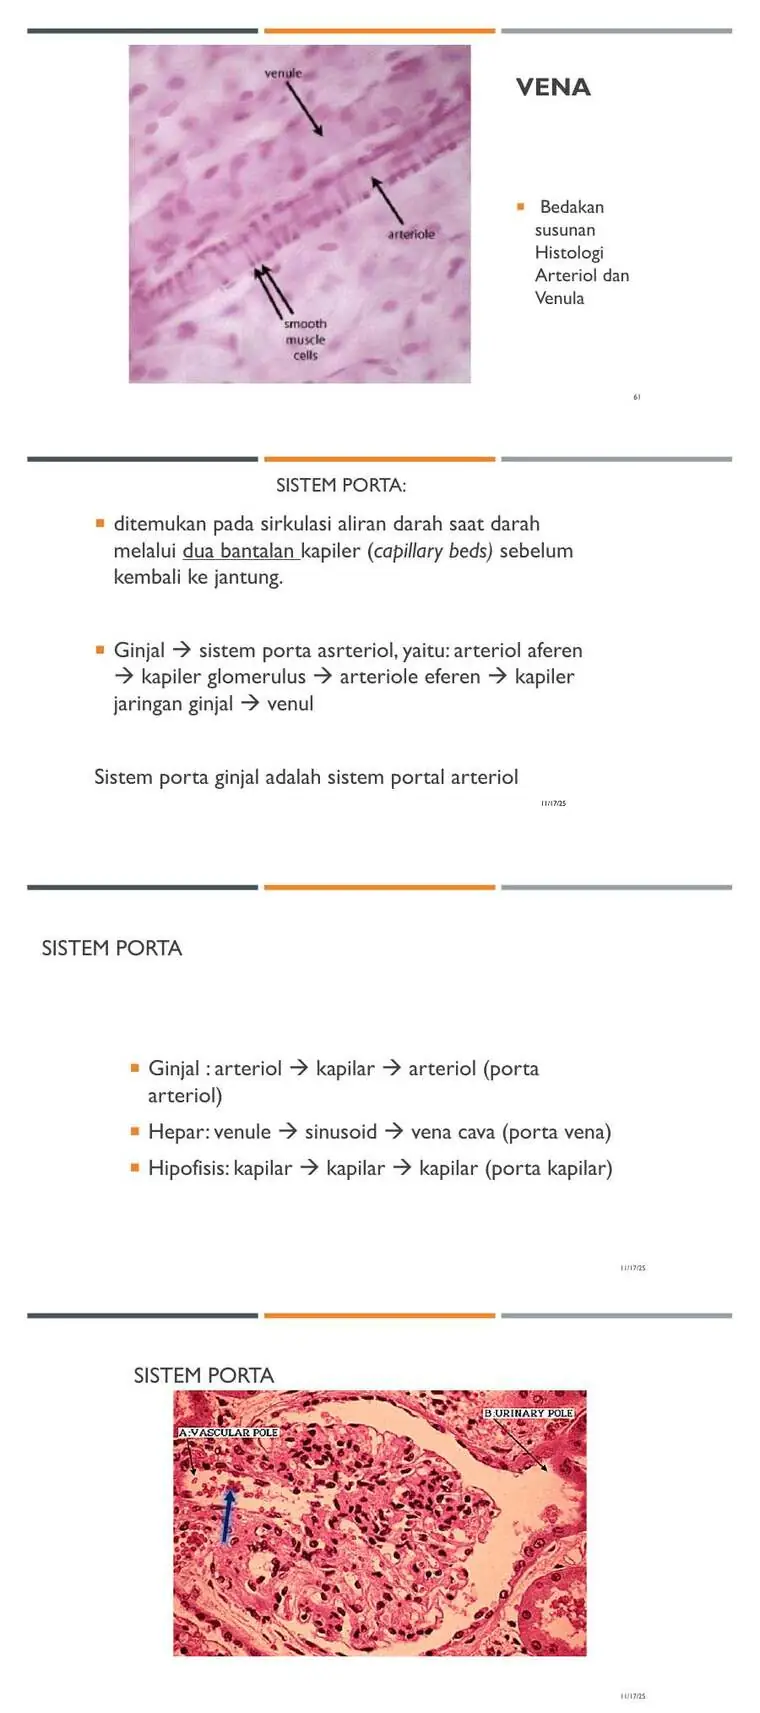 venule
arteriole
smooth
muscle
cells
VENA
Bedakan
susunan
Histologi
Arteriol dan
Venula
61
SISTEM PORTA:
ditemukan pada sirkulasi aliran darah saat darah
melalui dua bantalan kapiler (capillary beds) sebelum
kembali ke jantung.
Ginjal → sistem porta asrteriol, yaitu: arteriol aferen
→ kapiler glomerulus → arteriole eferen → kapiler
jaringan ginjal → venul
Sistem porta ginjal adalah sistem portal arteriol
11/17/25
SISTEM PORTA
Ginjal : arteriol → kapilar → arteriol (porta
arteriol)
Hepar: venule → sinusoid → vena cava (porta vena)
Hipofisis: kapilar → kapilar → kapilar (porta kapilar)
11/17/25
SISTEM PORTA
A:VASCULAR POLE
B:URINARY POLE
11/17/25